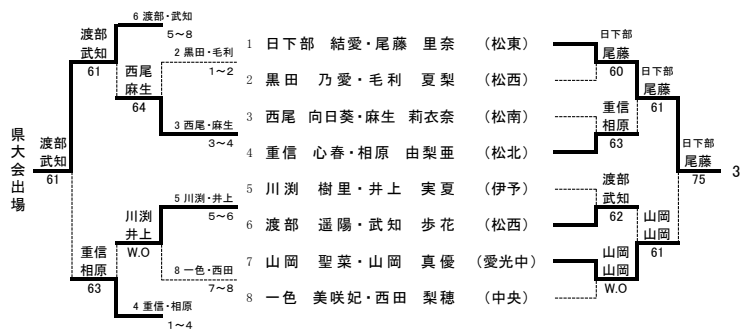 6 渡部・武知
5～8
渡部
武知
61
2 黒田・毛利
1～2
西尾
麻生
64
3 西尾・麻生
3～4
県大会出場
渡部
武知
61
5 川渕・井上
5～6
川渕
井上
W.O
8 一色・西田
7～8
重信
相原
63
4 重信・相原
1～4
1 日下部 結愛・尾藤 里奈 （松東）
2 黒田 乃愛・毛利 夏梨 （松西）
3 西尾 向日葵・麻生 莉衣奈 （松南）
4 重信 心春・相原 由梨亜 （松北）
5 川渕 樹里・井上 実夏 （伊予）
6 渡部 遥陽・武知 歩花 （松西）
7 山岡 聖菜・山岡 真優 （愛光中）
8 一色 美咲妃・西田 梨穂 （中央）
日下部
尾藤
60
日下部
尾藤
61
重信
相原
63
日下部
尾藤
75
3
渡部
武知
62
山岡
山岡
61
山岡
山岡
W.O